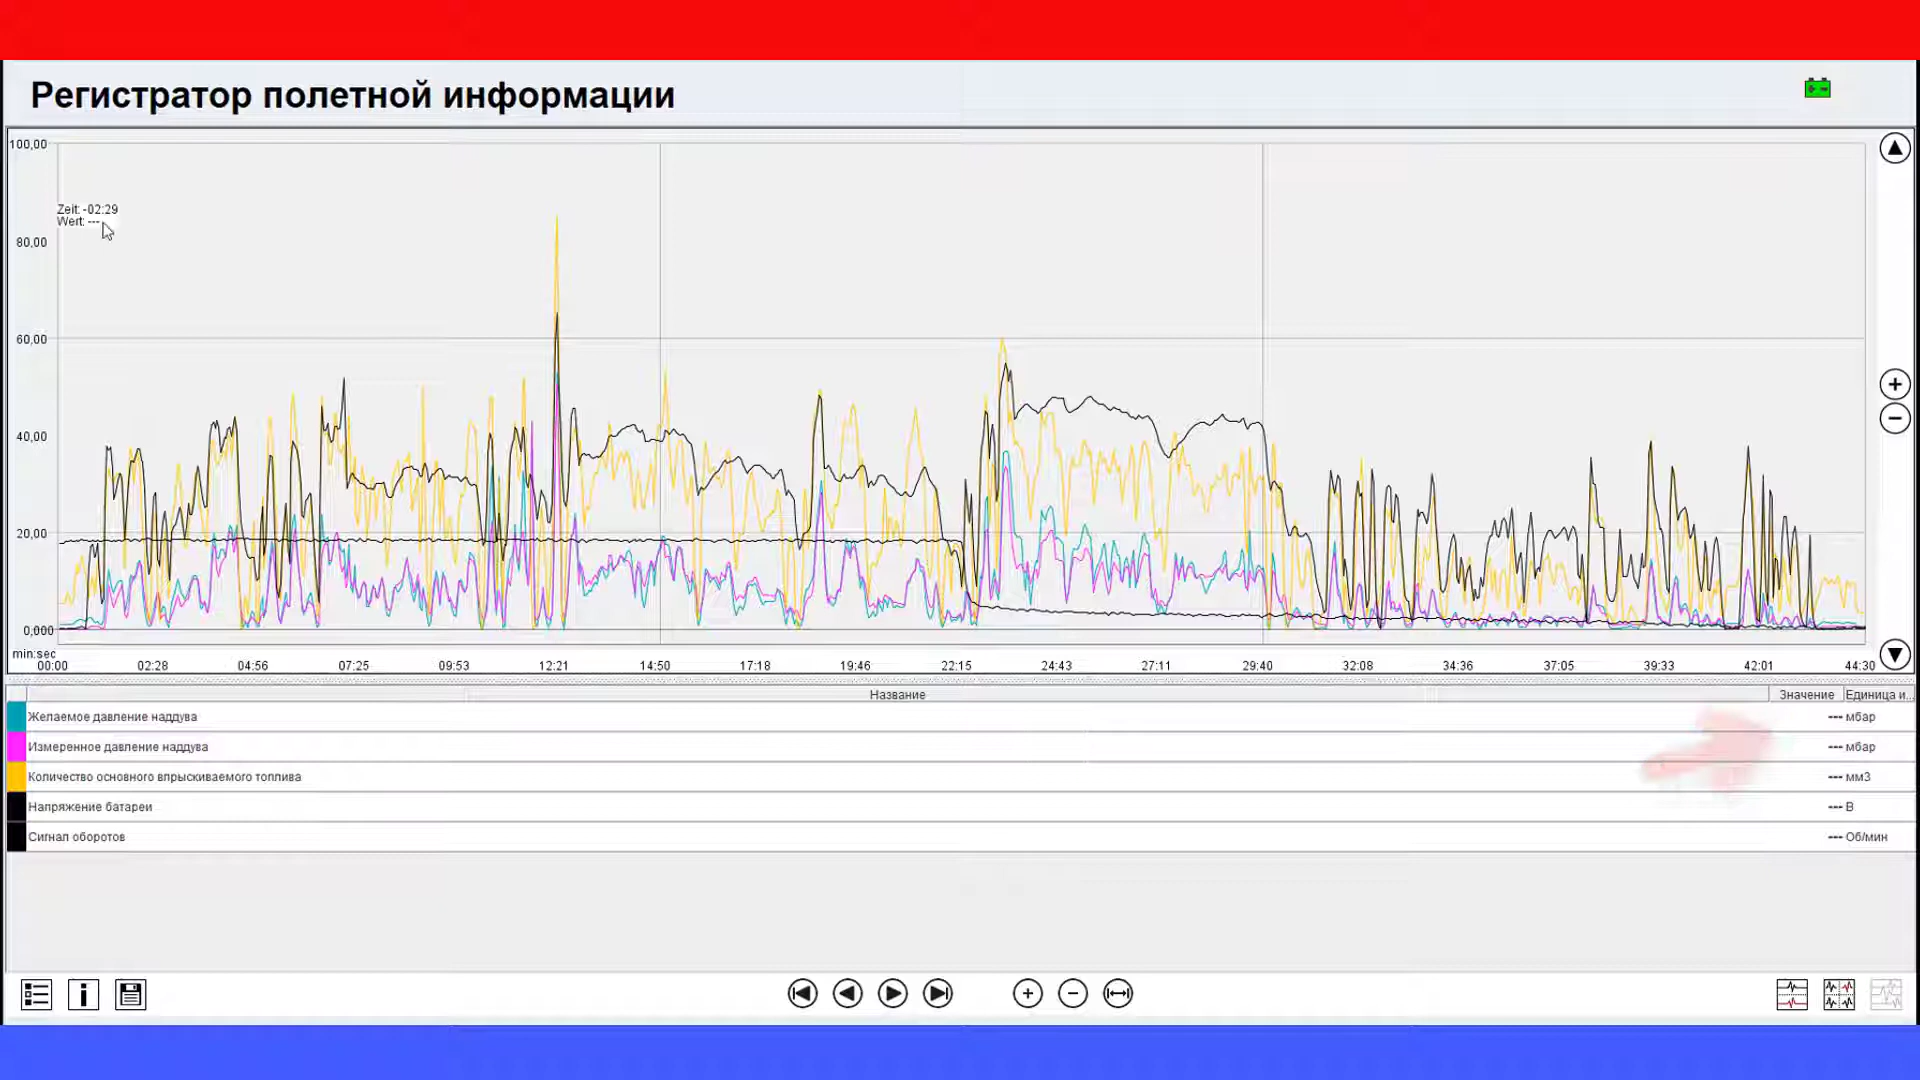 Регистратор полетной информации
100,00
Zeit: -02:29
Wert: ---
80,00
60,00
40,00
20,00
0,000
min:sec
00:00 02:28 04:56 07:25 09:53 12:21 14:50 17:18 19:46 22:15 24:43 27:11 29:40 32:08 34:36 37:05 39:33 42:01 44:30
Название Значение Единица и...
Желаемое давление наддува --- мбар
Измеренное давление наддува --- мбар
Количество основного впрыскиваемого топлива --- мм3
Напряжение батареи --- В
Сигнал оборотов --- Об/мин